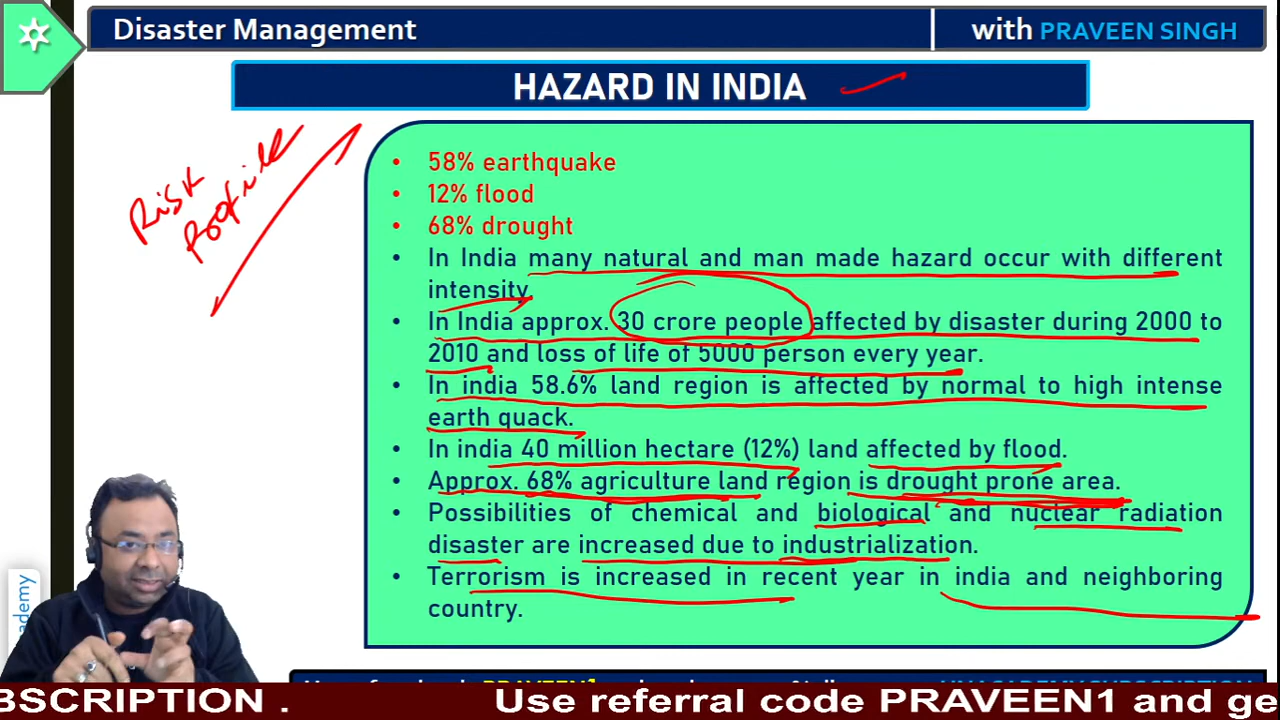 Disaster Management
with PRAVEEN SINGH
HAZARD IN INDIA
Risk
Profile
• 58% earthquake
• 12% flood
• 68% drought
• In India many natural and man made hazard occur with different
intensity.
• In India approx. 30 crore people affected by disaster during 2000 to
2010 and loss of life of 5000 person every year.
• In india 58.6% land region is affected by normal to high intense
earth quack.
• In india 40 million hectare (12%) land affected by flood.
• Approx. 68% agriculture land region is drought prone area.
• Possibilities of chemical and biological and nuclear radiation
disaster are increased due to industrialization.
• Terrorism is increased in recent year in india and neighboring
country.
ademy
BSCRIPTION . Use referral code PRAVEEN1 and ge